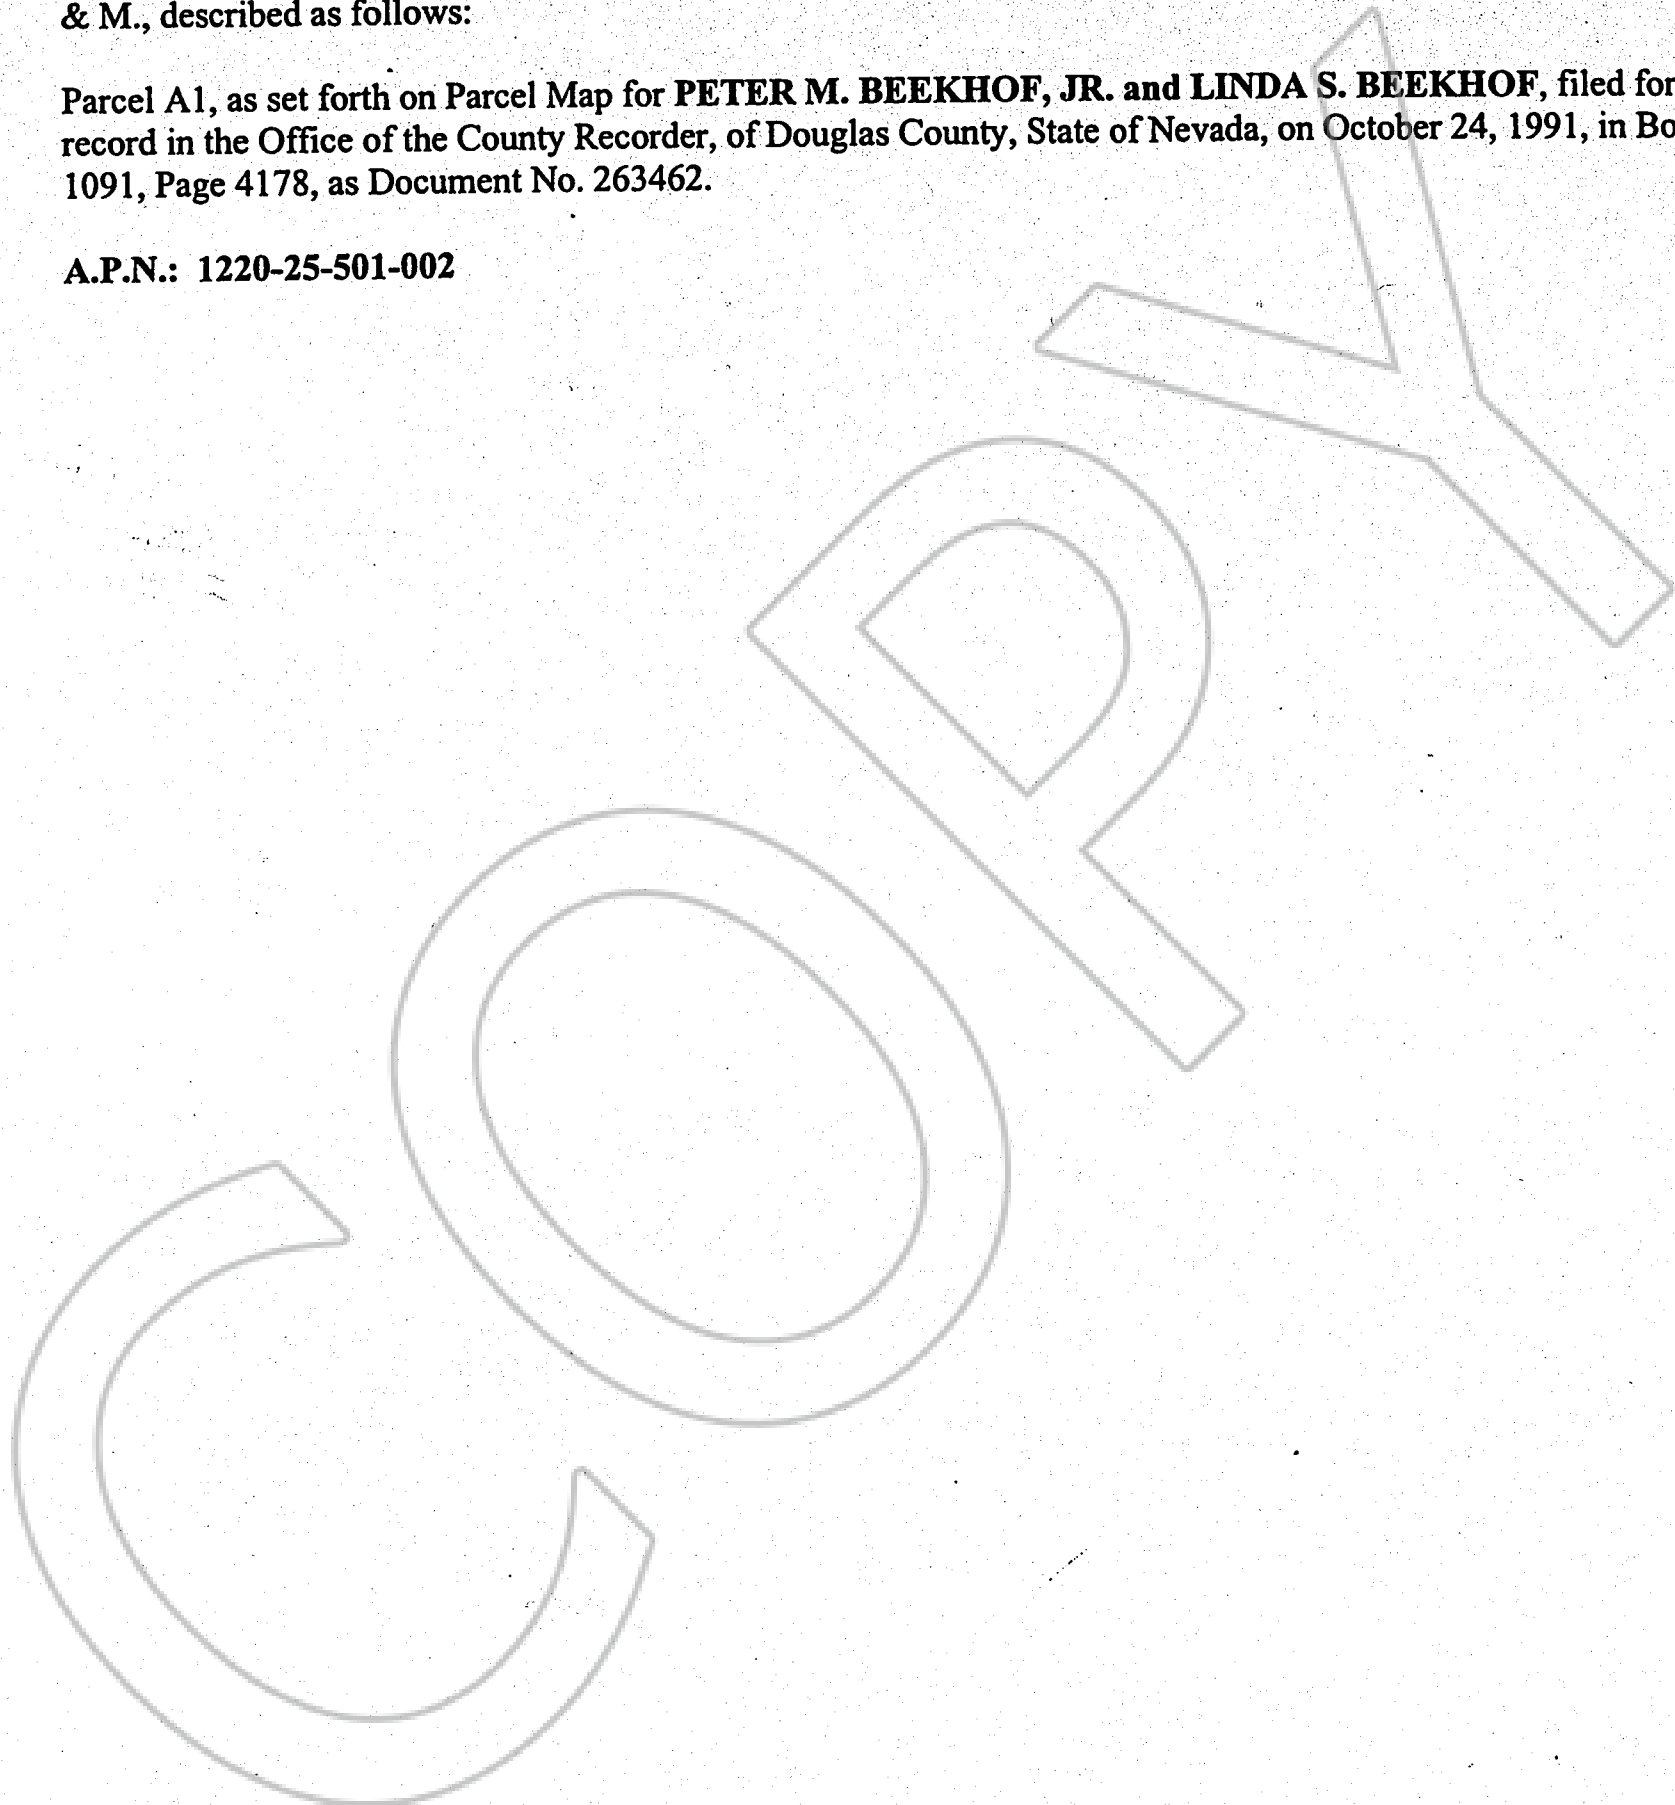 & M., described as follows:
Parcel A1, as set forth on Parcel Map for PETER M. BEEKHOF, JR. and LINDA S. BEEKHOF, filed for
record in the Office of the County Recorder, of Douglas County, State of Nevada, on October 24, 1991, in Bo
1091, Page 4178, as Document No. 263462.
A.P.N.: 1220-25-501-002
COPY